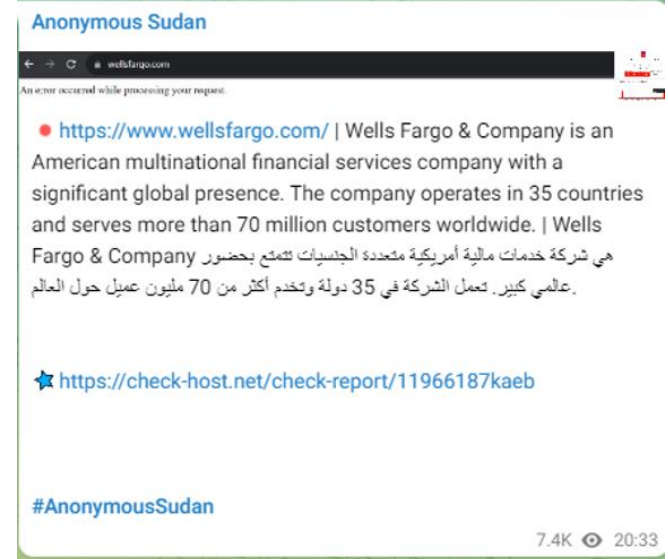 Anonymous Sudan
wellsfargo.com
An error occurred while processing your request.
https://www.wellsfargo.com/ | Wells Fargo & Company is an
American multinational financial services company with a
significant global presence. The company operates in 35 countries
and serves more than 70 million customers worldwide. | Wells
Fargo & Company هي شركة خدمات مالية أمريكية متعددة الجنسيات تتمتع بحضور
عالمي كبير. تعمل الشركة في 35 دولة وتخدم أكثر من 70 مليون عميل حول العالم.
https://check-host.net/check-report/11966187kaeb
#AnonymousSudan
7.4K 20:33